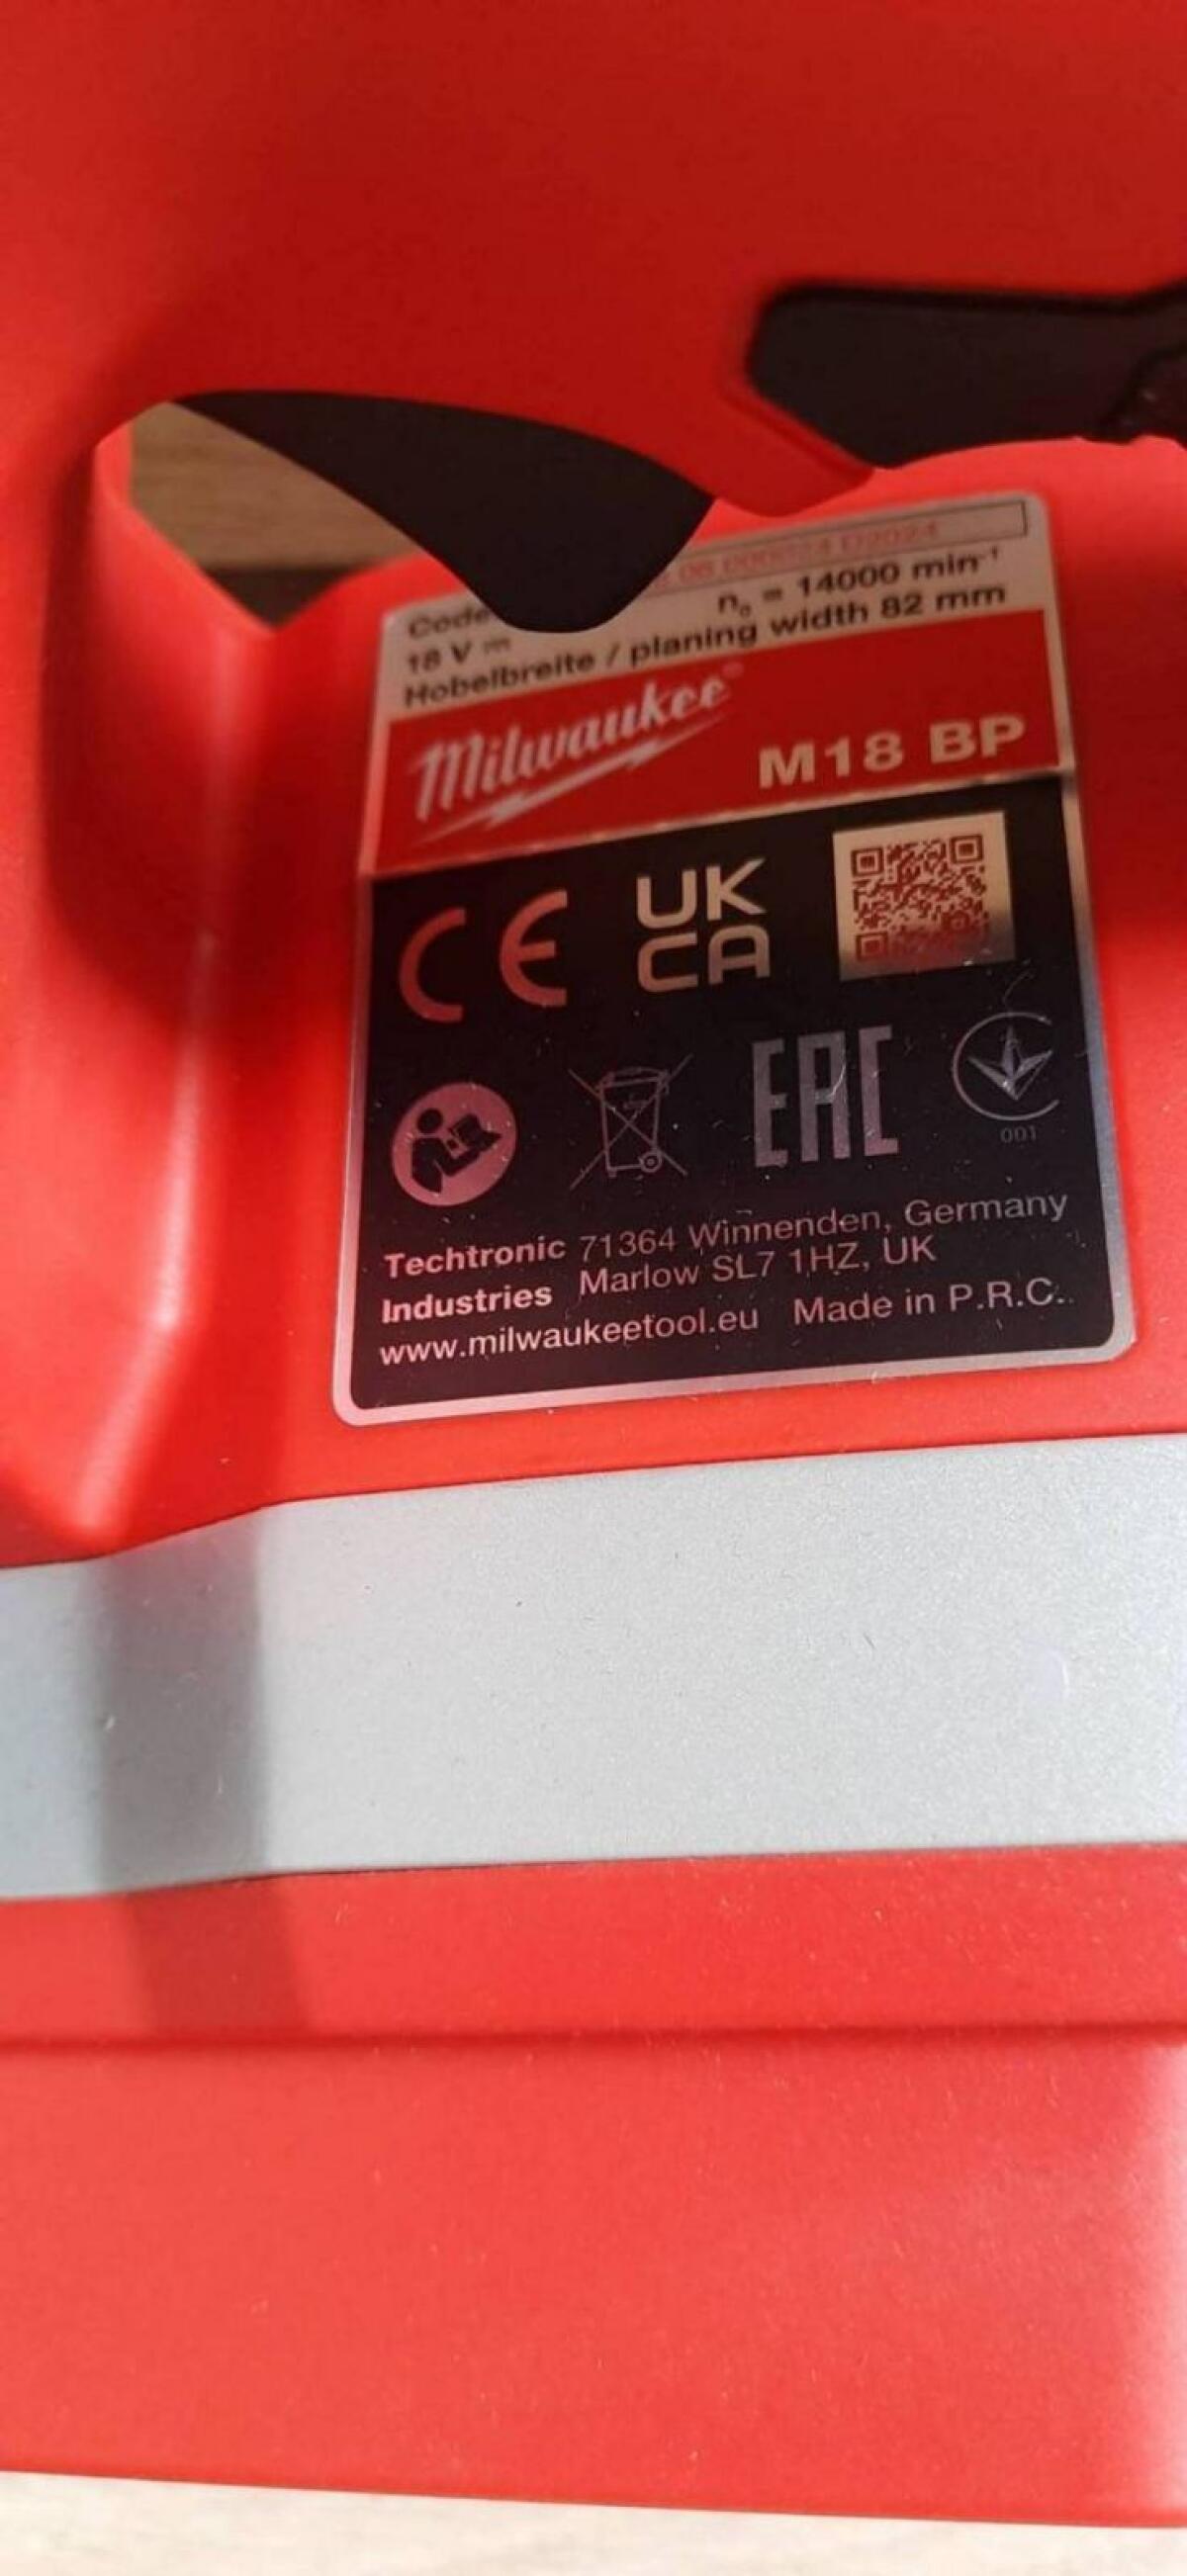 Code
18 V n₀ = 14000 min⁻¹
Hobelbreite / planing width 82 mm
Milwaukee®
M18 BP
CE
UK
CA
EAC
001
Techtronic 71364 Winnenden, Germany
Industries Marlow SL7 1HZ, UK
www.milwaukeetool.eu Made in P.R.C.